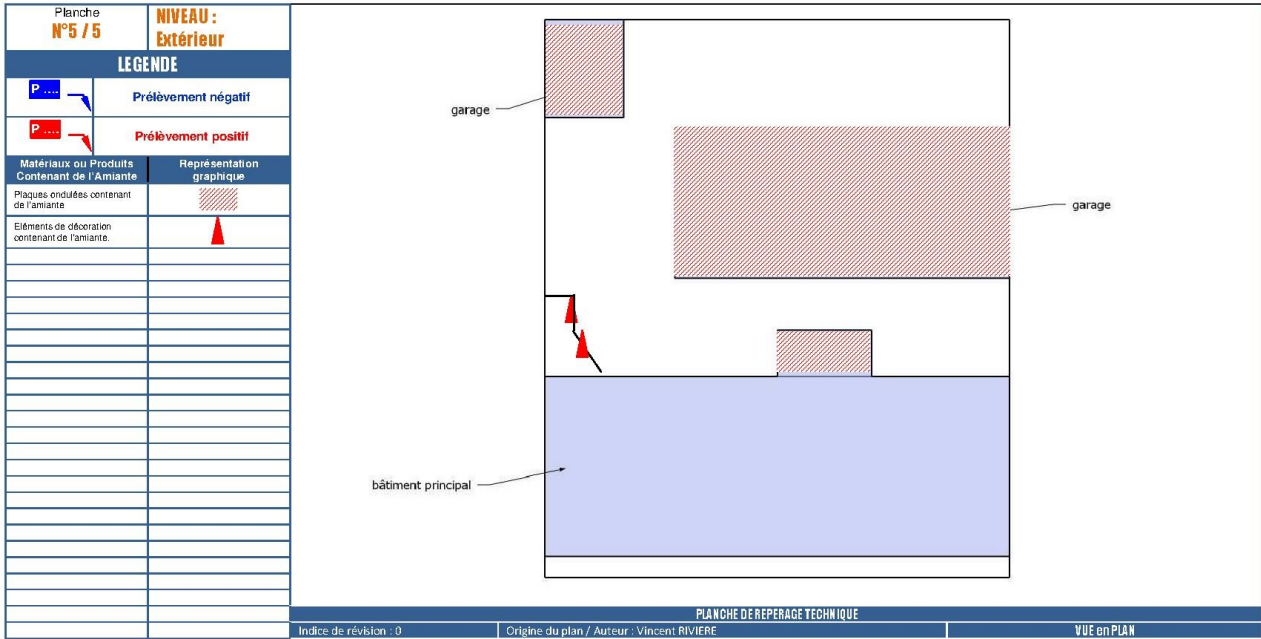 Planche
N°5 / 5
NIVEAU :
Extérieur
LEGENDE
P ....
Prélèvement négatif
P ....
Prélèvement positif
Matériaux ou Produits
Contenant de l'Amiante
Représentation
graphique
Plaques ondulées contenant
de l'amiante
Eléments de décoration
contenant de l'amiante.
garage
garage
bâtiment principal
PLANCHE DE REPERAGE TECHNIQUE
Indice de révision : 0
Origine du plan / Auteur : Vincent RIVIERE
VUE en PLAN